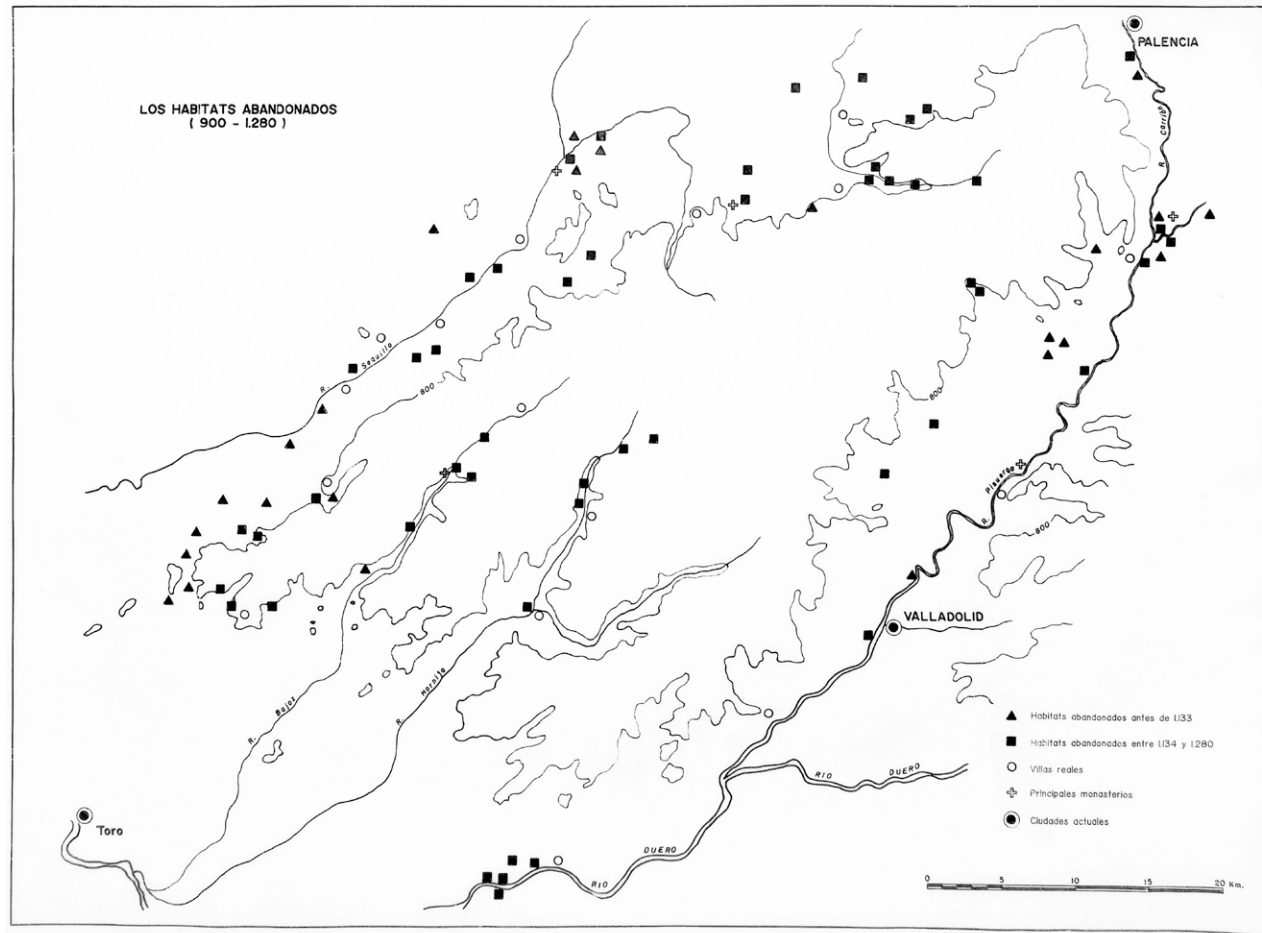 LOS HABITATS ABANDONADOS
( 900 - 1.280 )
PALENCIA
R. Carrión
R. Sequillo
800
800
R. Pisuerga
800
VALLADOLID
R. Bajoz
R. Hornija
Toro
RIO DUERO
RIO DUERO
Habitats abandonados antes de 1.133
Habitats abandonados entre 1.134 y 1.280
Villas reales
Principales monasterios
Ciudades actuales
0 5 10 15 20 Km.